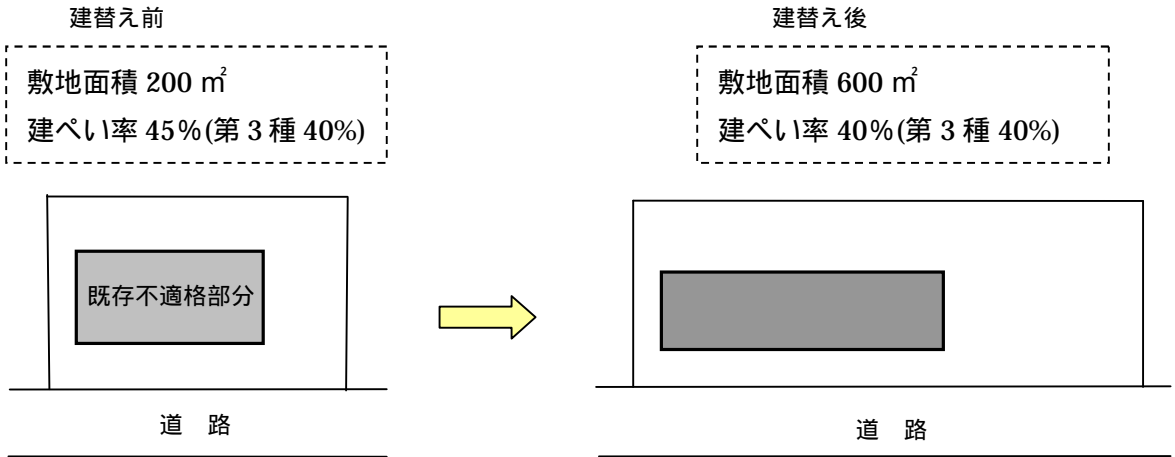 建替え前
敷地面積 200 ㎡
建ぺい率 45％(第 3 種 40%)
既存不適格部分
道 路
建替え後
敷地面積 600 ㎡
建ぺい率 40％(第 3 種 40%)
道 路